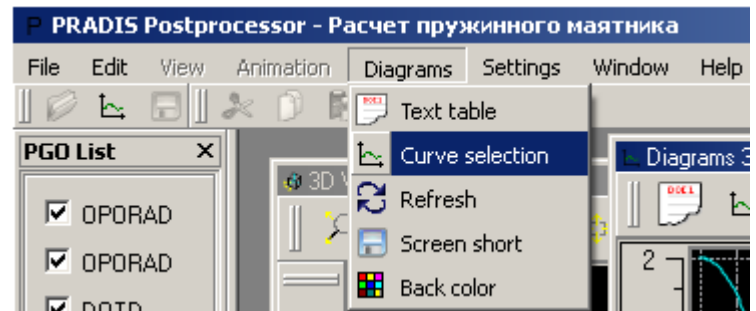 PRADIS Postprocessor - Расчет пружинного маятника
File Edit View Animation Diagrams Settings Window Help
Text table
PGO List
Curve selection
Diagrams 3
3D
OPORAD
Refresh
OPORAD
Screen short
2
Back color